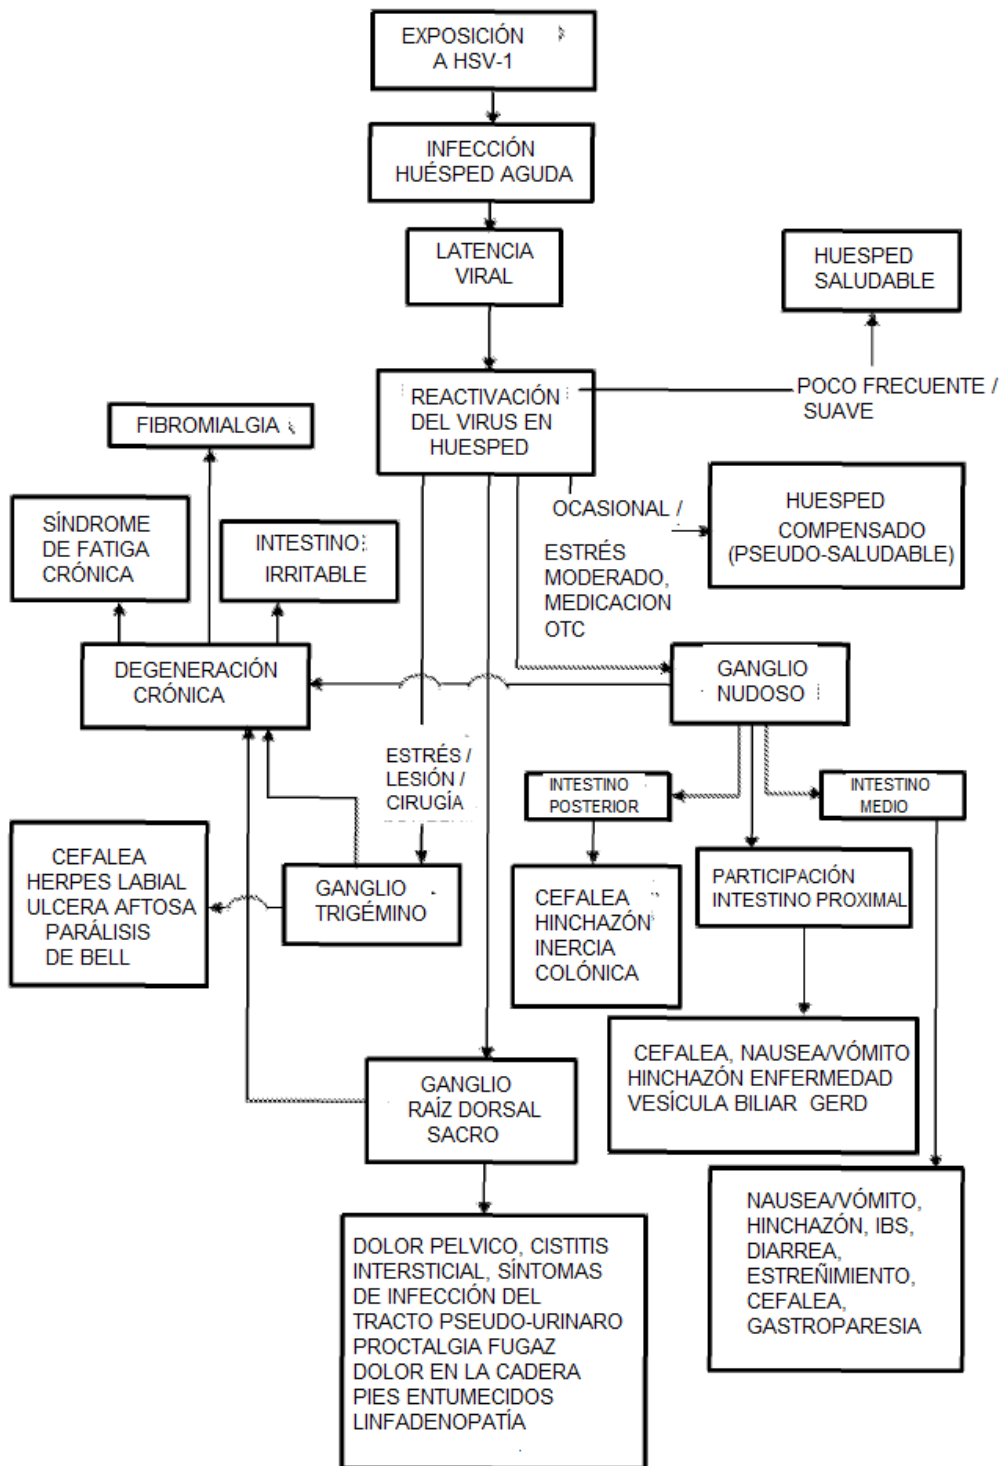 EXPOSICIÓN
A HSV-1
INFECCIÓN
HUÉSPED AGUDA
LATENCIA
VIRAL
HUESPED
SALUDABLE
REACTIVACIÓN
DEL VIRUS EN
HUESPED
POCO FRECUENTE /
SUAVE
FIBROMIALGIA
SÍNDROME
DE FATIGA
CRÓNICA
INTESTINO
IRRITABLE
OCASIONAL /
ESTRÉS
MODERADO,
MEDICACION
OTC
HUESPED
COMPENSADO
(PSEUDO-SALUDABLE)
DEGENERACIÓN
CRÓNICA
GANGLIO
NUDOSO
ESTRÉS /
LESIÓN /
CIRUGÍA
INTESTINO
POSTERIOR
INTESTINO
MEDIO
CEFALEA
HERPES LABIAL
ULCERA AFTOSA
PARÁLISIS
DE BELL
GANGLIO
TRIGÉMINO
CEFALEA
HINCHAZÓN
INERCIA
COLÓNICA
PARTICIPACIÓN
INTESTINO PROXIMAL
CEFALEA, NAUSEA/VÓMITO
HINCHAZÓN ENFERMEDAD
VESÍCULA BILIAR GERD
GANGLIO
RAÍZ DORSAL
SACRO
NAUSEA/VÓMITO,
HINCHAZÓN, IBS,
DIARREA,
ESTREÑIMIENTO,
CEFALEA,
GASTROPARESIA
DOLOR PELVICO, CISTITIS
INTERSTICIAL, SÍNTOMAS
DE INFECCIÓN DEL
TRACTO PSEUDO-URINARO
PROCTALGIA FUGAZ
DOLOR EN LA CADERA
PIES ENTUMECIDOS
LINFADENOPATÍA